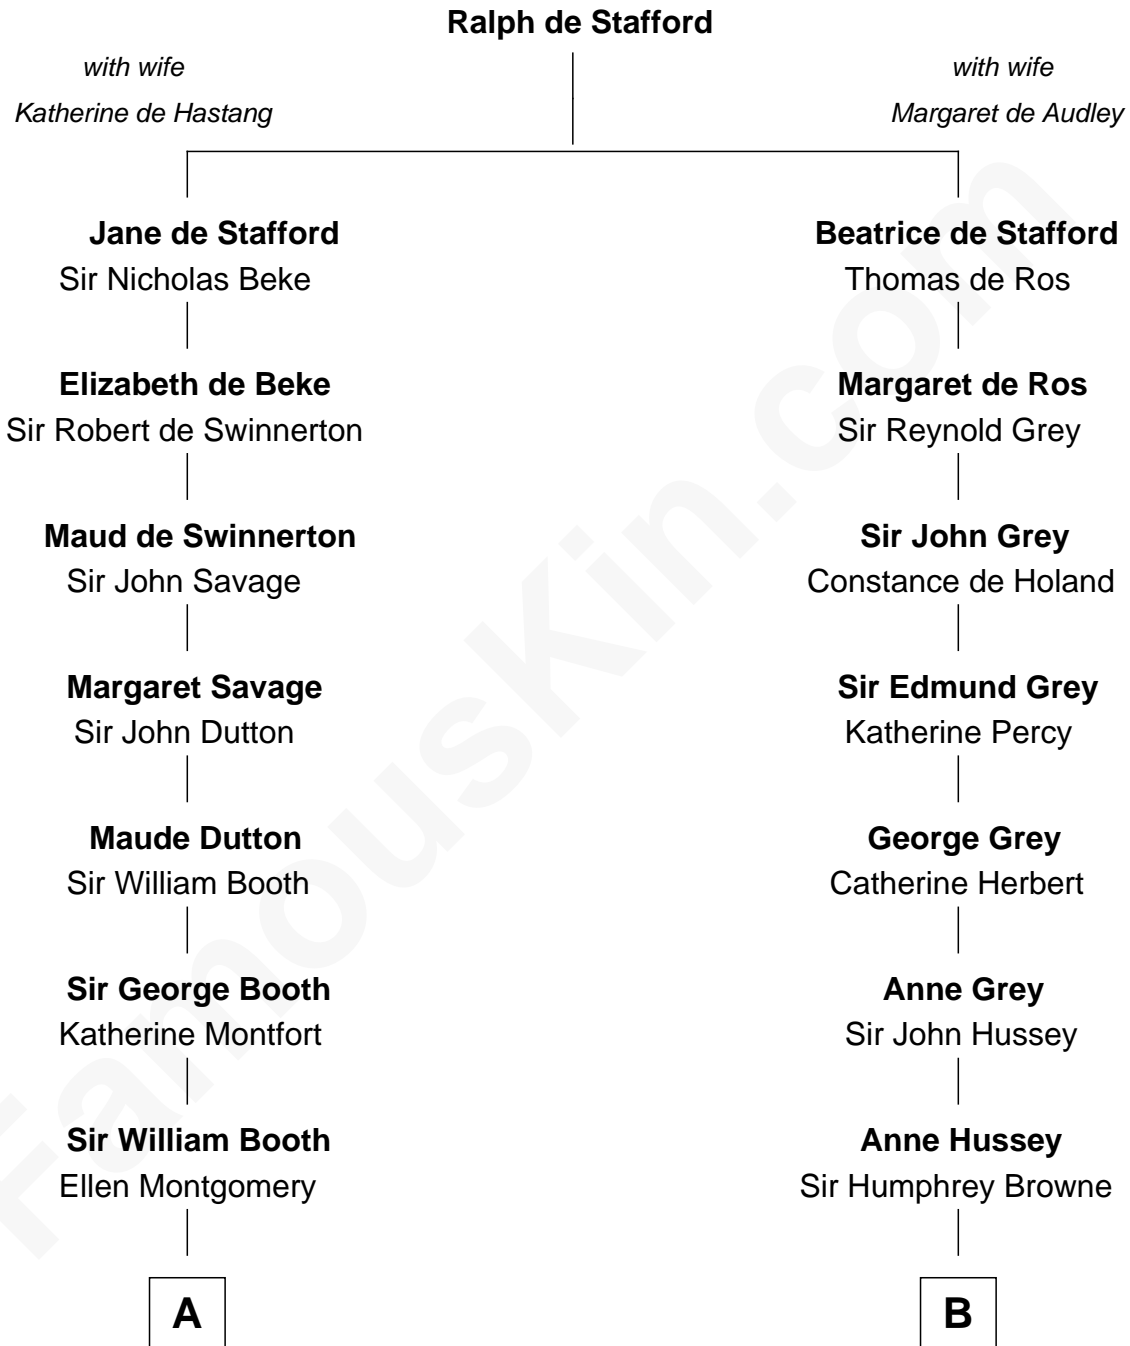 Ralph de Stafford
with wife
Katherine de Hastang
with wife
Margaret de Audley
Jane de Stafford
Sir Nicholas Beke
Beatrice de Stafford
Thomas de Ros
Elizabeth de Beke
Sir Robert de Swinnerton
Margaret de Ros
Sir Reynold Grey
Maud de Swinnerton
Sir John Savage
Sir John Grey
Constance de Holand
Margaret Savage
Sir John Dutton
Sir Edmund Grey
Katherine Percy
Maude Dutton
Sir William Booth
George Grey
Catherine Herbert
Sir George Booth
Katherine Montfort
Anne Grey
Sir John Hussey
Sir William Booth
Ellen Montgomery
Anne Hussey
Sir Humphrey Browne
A
B
FamousKin.com